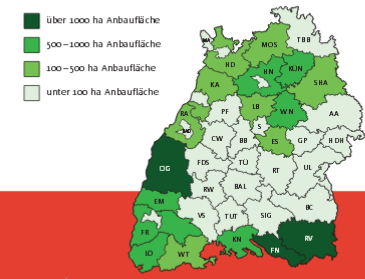 über 1000 ha Anbaufläche
500–1000 ha Anbaufläche
100–500 ha Anbaufläche
unter 100 ha Anbaufläche
MOS
TBB
HD
HN
KÜN
KA
SHA
RA
PF
LB
WN
AA
CW
BB
S
ES
GP
HDH
OG
FDS
TÜ
RT
UL
RW
BAL
EM
VS
TUT
SIG
BC
FR
LÖ
WT
KN
FN
RV